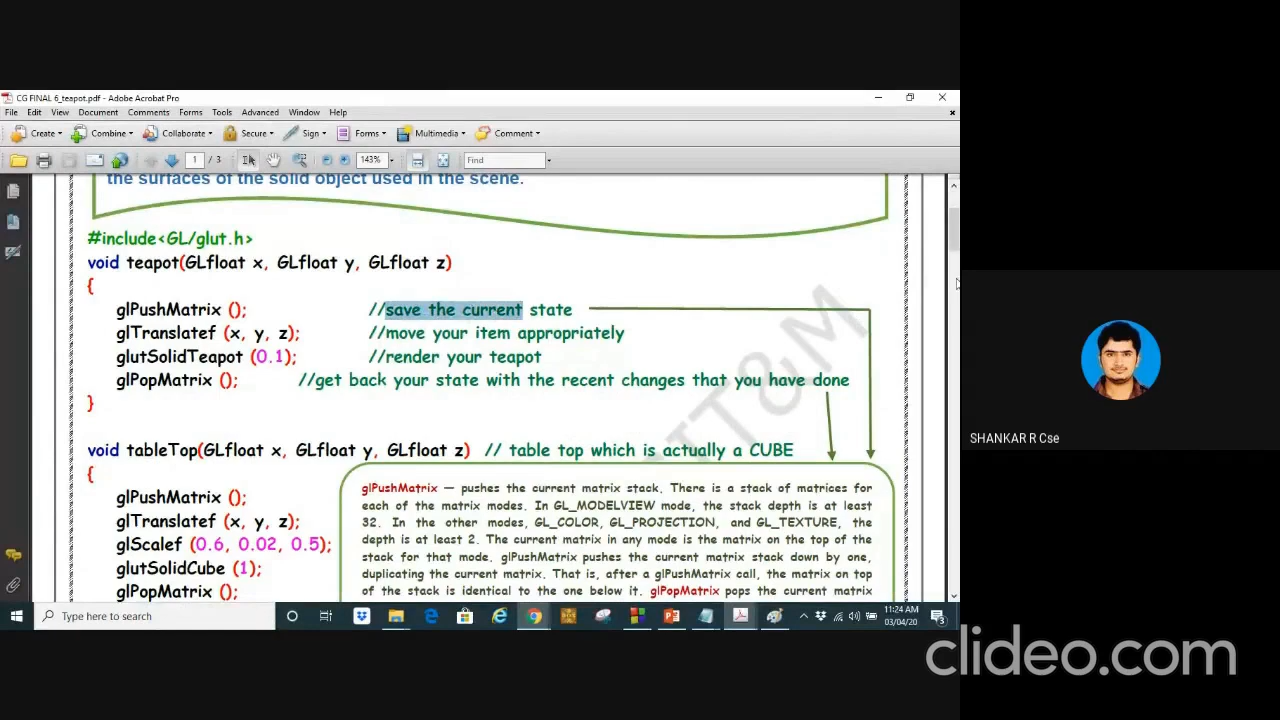 CG FINAL 6_teapot.pdf - Adobe Acrobat Pro
File Edit View Document Comments Forms Tools Advanced Window Help
Create Combine Collaborate Secure Sign Forms Multimedia Comment
1 / 3 143% Find
the surfaces of the solid object used in the scene.
#include<GL/glut.h>
void teapot(GLfloat x, GLfloat y, GLfloat z)
{
glPushMatrix (); //save the current state
glTranslatef (x, y, z); //move your item appropriately
glutSolidTeapot (0.1); //render your teapot
glPopMatrix (); //get back your state with the recent changes that you have done
}
void tableTop(GLfloat x, GLfloat y, GLfloat z) // table top which is actually a CUBE
{
glPushMatrix ();
glTranslatef (x, y, z);
glScalef (0.6, 0.02, 0.5);
glutSolidCube (1);
glPopMatrix ();
glPushMatrix — pushes the current matrix stack. There is a stack of matrices for
each of the matrix modes. In GL_MODELVIEW mode, the stack depth is at least
32. In the other modes, GL_COLOR, GL_PROJECTION, and GL_TEXTURE, the
depth is at least 2. The current matrix in any mode is the matrix on the top of the
stack for that mode. glPushMatrix pushes the current matrix stack down by one,
duplicating the current matrix. That is, after a glPushMatrix call, the matrix on top
of the stack is identical to the one below it. glPopMatrix pops the current matrix
Type here to search
11:24 AM
03/04/20
3
SHANKAR R Cse
clideo.com